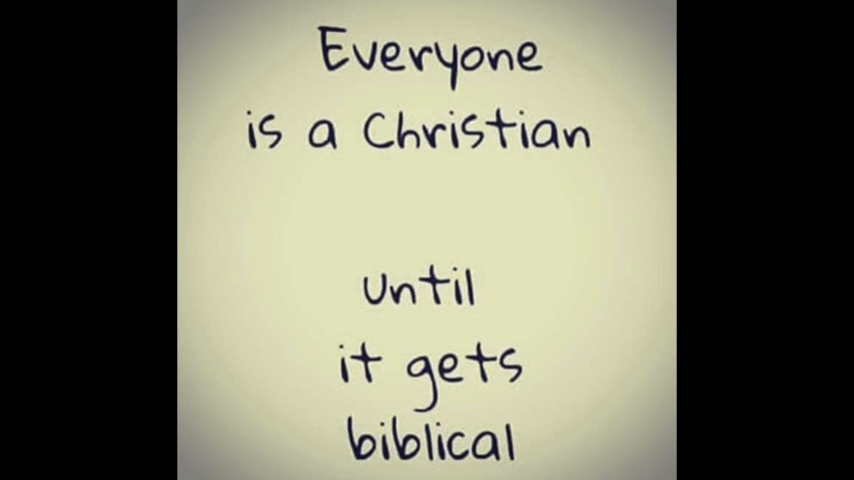 Everyone
is a Christian
until
it gets
biblical